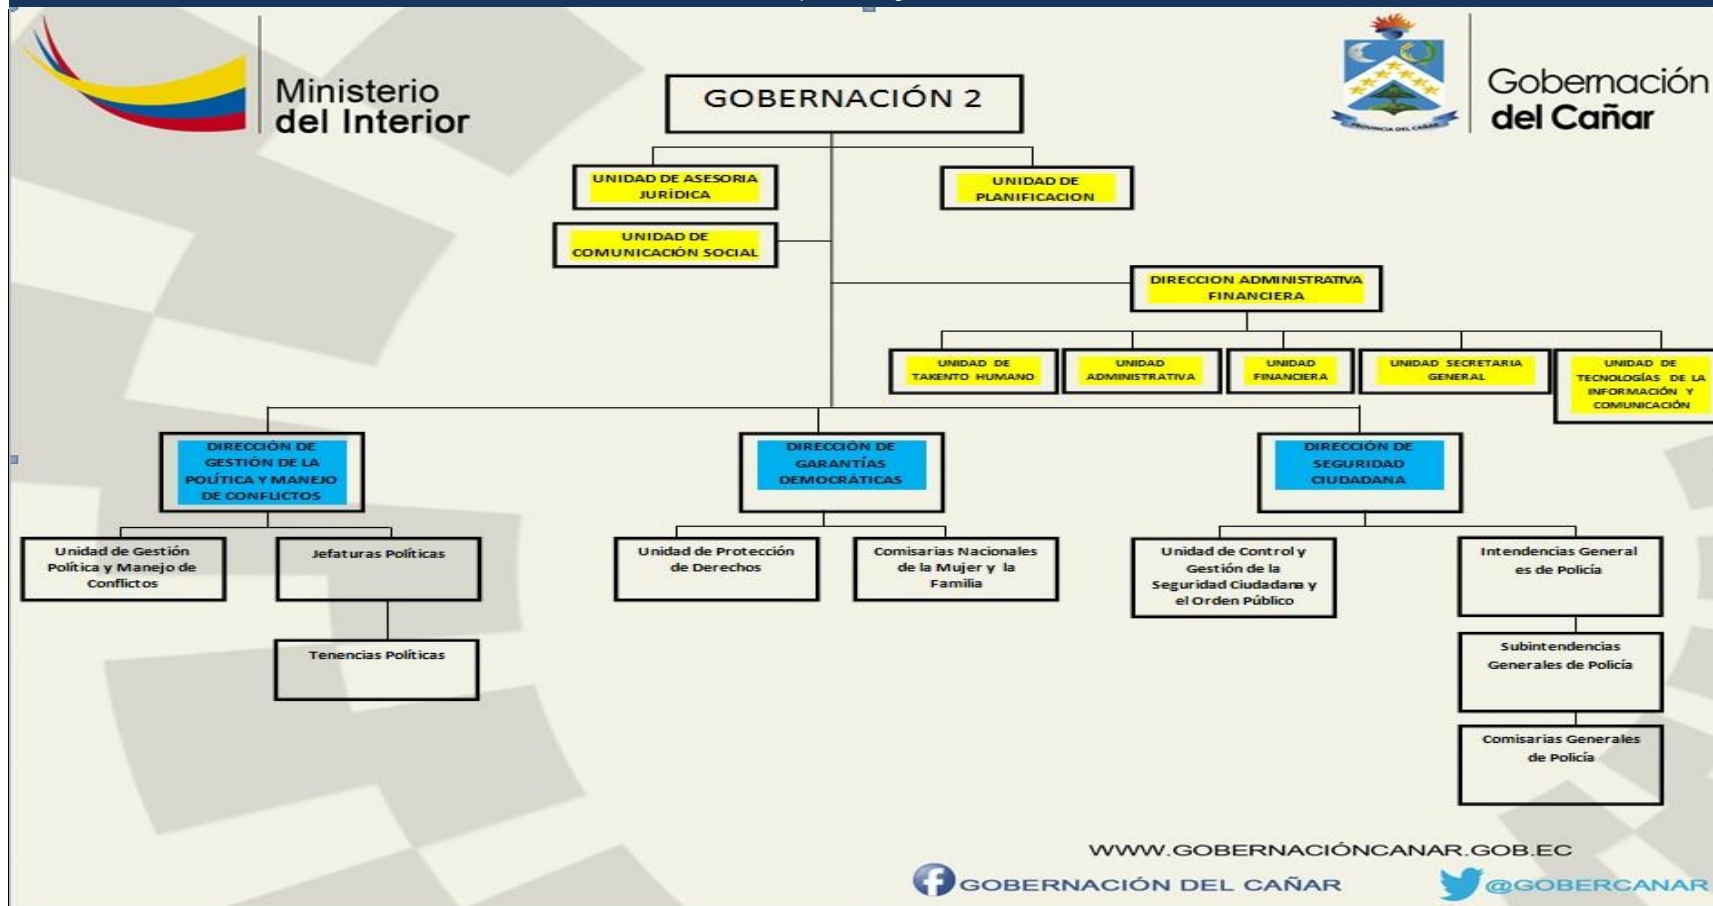 Ministerio
del Interior
GOBERNACIÓN 2
PROVINCIA DEL CAÑAR
Gobernación
del Cañar
UNIDAD DE ASESORIA
JURÍDICA
UNIDAD DE
PLANIFICACION
UNIDAD DE
COMUNICACIÓN SOCIAL
DIRECCION ADMINISTRATIVA
FINANCIERA
UNIDAD DE
TAKENTO HUMANO
UNIDAD
ADMINISTRATIVA
UNIDAD
FINANCIERA
UNIDAD SECRETARIA
GENERAL
UNIDAD DE
TECNOLOGÍAS DE LA
INFORMACIÓN Y
COMUNICACIÓN
DIRECCIÓN DE
GESTIÓN DE LA
POLÍTICA Y MANEJO
DE CONFLICTOS
DIRECCIÓN DE
GARANTÍAS
DEMOCRÁTICAS
DIRECCIÓN DE
SEGURIDAD
CIUDADANA
Unidad de Gestión
Política y Manejo de
Conflictos
Jefaturas Políticas
Unidad de Protección
de Derechos
Comisarias Nacionales
de la Mujer y la
Familia
Unidad de Control y
Gestión de la
Seguridad Ciudadana y
el Orden Público
Intendencias General
es de Policía
Tenencias Políticas
Subintendencias
Generales de Policía
Comisarias Generales
de Policía
WWW.GOBERNACIÓNCANAR.GOB.EC
GOBERNACIÓN DEL CAÑAR
@GOBERCANAR